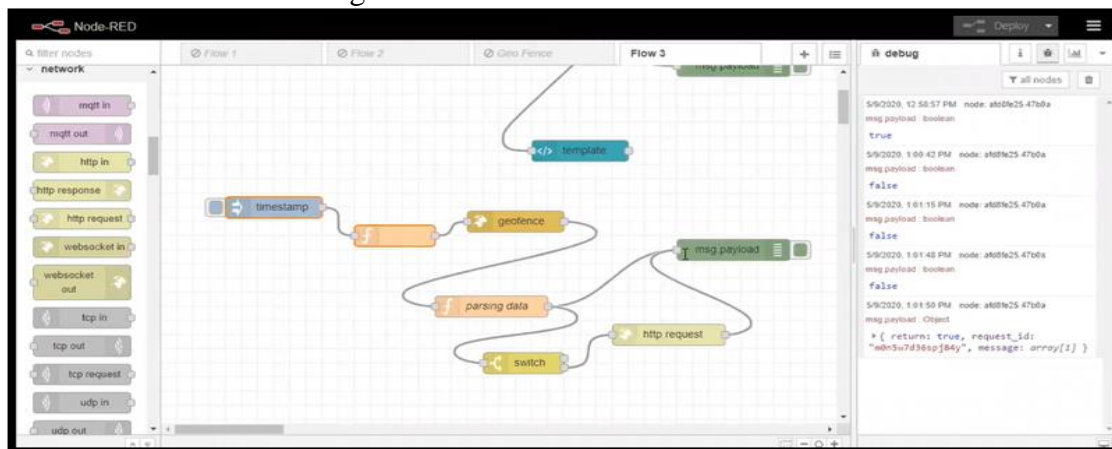 Node-RED
Deploy
filter nodes
Flow 1
Flow 2
Geo Fence
Flow 3
debug
i
all nodes
network
mqtt in
mqtt out
http in
http response
http request
websocket in
websocket
out
tcp in
tcp out
tcp request
udp in
udp out
msg.payload
</> template
timestamp
f
geofence
msg.payload
f parsing data
http request
switch
5/9/2020, 12:58:57 PM node: afd8fe25.47b0a
msg.payload : boolean
true
5/9/2020, 1:00:42 PM node: afd8fe25.47b0a
msg.payload : boolean
false
5/9/2020, 1:01:15 PM node: afd8fe25.47b0a
msg.payload : boolean
false
5/9/2020, 1:01:48 PM node: afd8fe25.47b0a
msg.payload : boolean
false
5/9/2020, 1:01:50 PM node: afd8fe25.47b0a
msg.payload : Object
{ return: true, request_id:
"m0n5w7d36spj84y", message: array[1] }